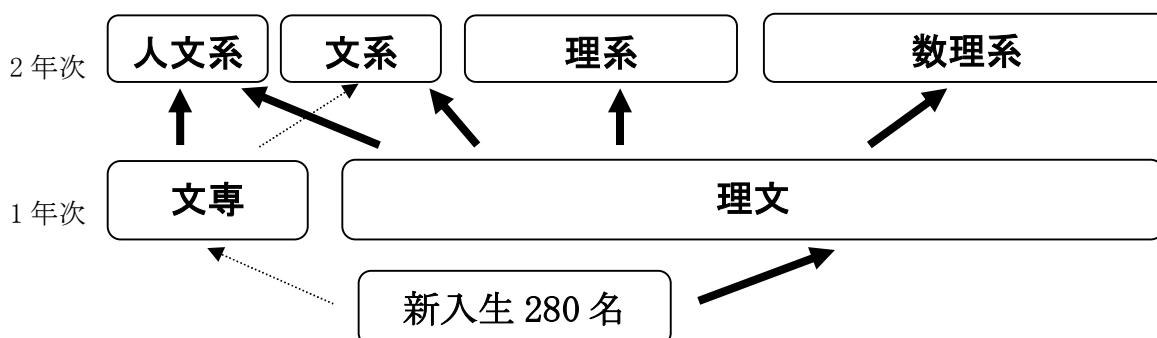 2 年次
人文系
文系
理系
数理系
1 年次
文専
理文
新入生 280 名